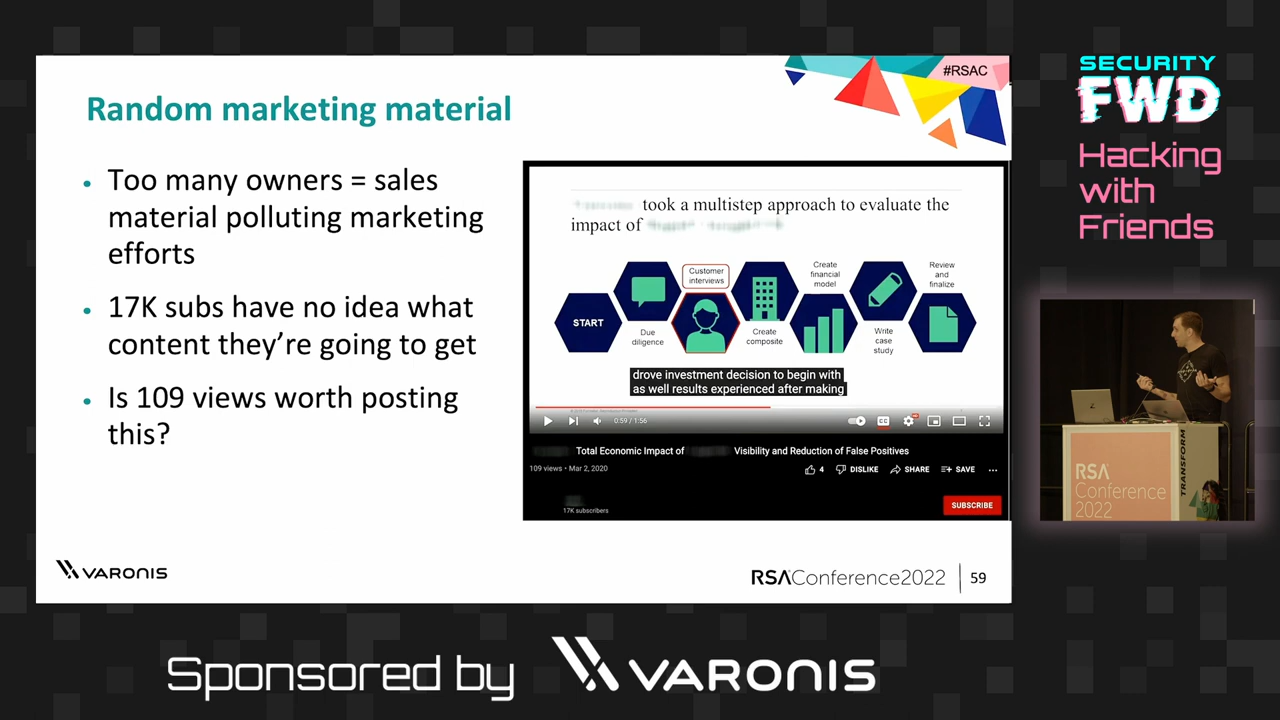 #RSAC
Random marketing material
• Too many owners = sales
material polluting marketing
efforts
• 17K subs have no idea what
content they're going to get
• Is 109 views worth posting
this?
took a multistep approach to evaluate the
impact of
START
Due
diligence
Customer
interviews
Create
composite
Create
financial
model
Write
case
study
Review
and
finalize
drove investment decision to begin with
as well results experienced after making
0:59 / 1:56
CC
Total Economic Impact of Visibility and Reduction of False Positives
109 views • Mar 2, 2020
4 DISLIKE SHARE SAVE
17K subscribers
SUBSCRIBE
VARONIS
RSAConference2022 59
SECURITY
FWD
Hacking
with
Friends
RSA
Conference
2022
TRANSFORM
Sponsored by VARONIS